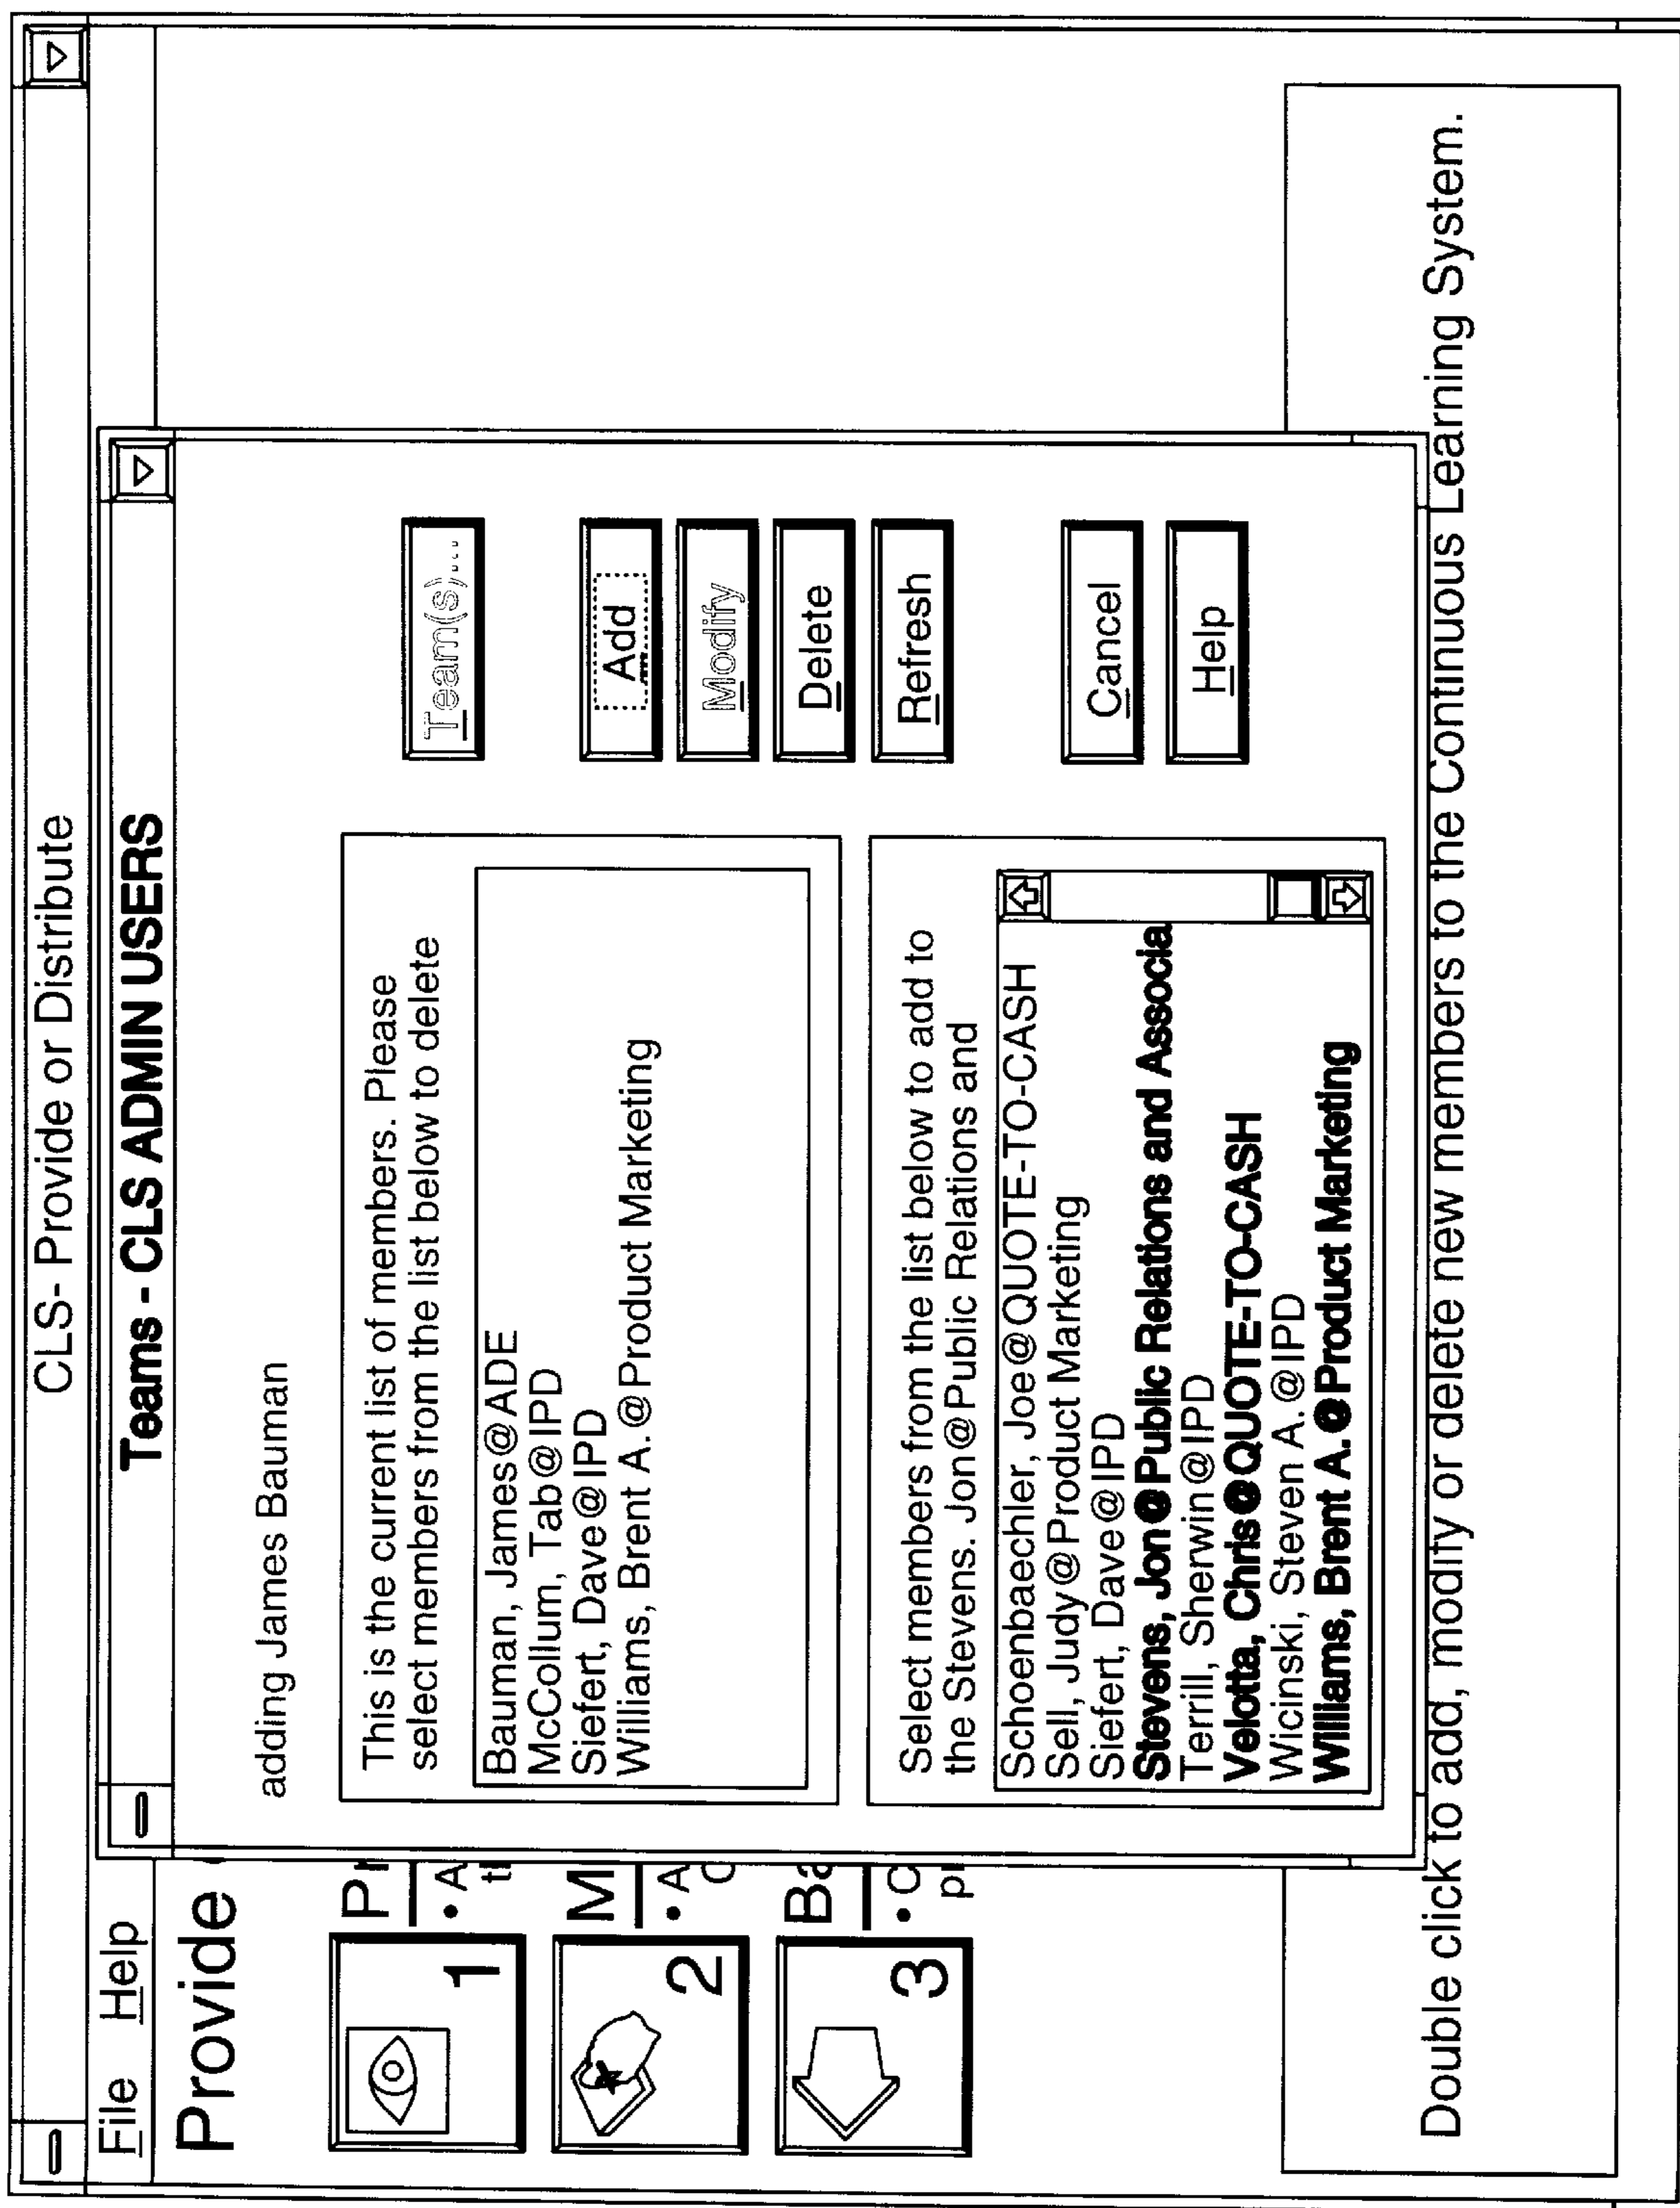 CLS- Provide or Distribute
File Help
Provide
Teams - CLS ADMIN USERS
adding James Bauman
This is the current list of members. Please
select members from the list below to delete
Bauman, James@ADE
McCollum, Tab@IPD
Siefert, Dave@IPD
Williams, Brent A.@Product Marketing
Select members from the list below to add to
the Stevens. Jon@Public Relations and
Schoenbaechler, Joe@QUOTE-TO-CASH
Sell, Judy@Product Marketing
Siefert, Dave@IPD
Stevens, Jon@Public Relations and Associa
Terrill, Sherwin@IPD
Velotta, Chris@QUOTE-TO-CASH
Wicinski, Steven A.@IPD
Williams, Brent A.@Product Marketing
Team(s)...
Add
Modify
Delete
Refresh
Cancel
Help
1
2
3
Double click to add, modify or delete new members to the Continuous Learning System.